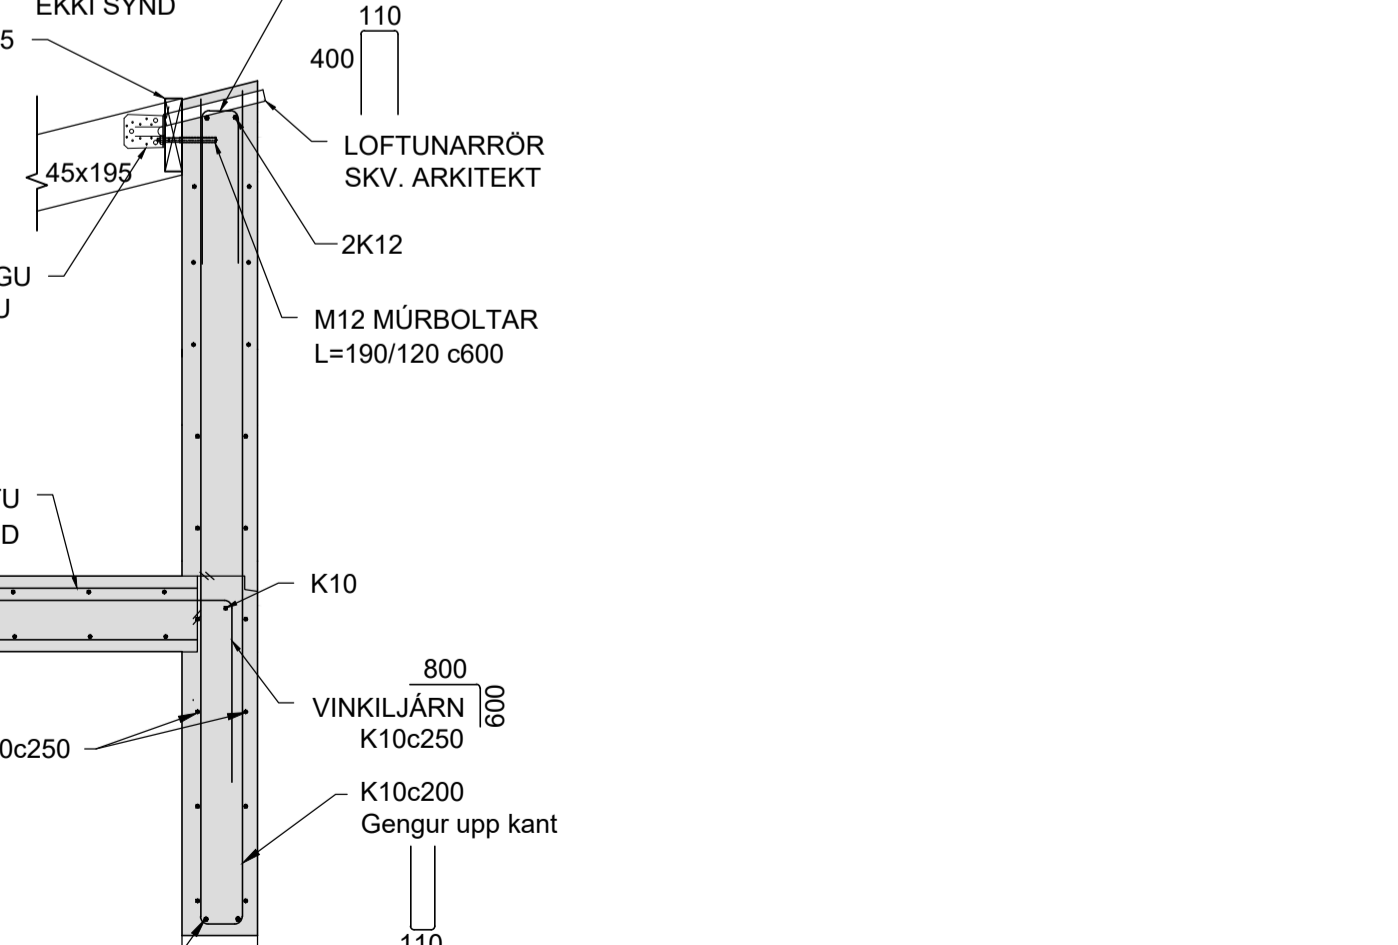 EKKI SÝND
110
5
400
LOFTUNARRÖR
SKV. ARKITEKT
45x195
2K12
GU
U
M12 MÚRBOLTAR
L=190/120 c600
TU
D
K10
800
600
VINKILJÁRN
K10c250
0c250
K10c200
Gengur upp kant
110